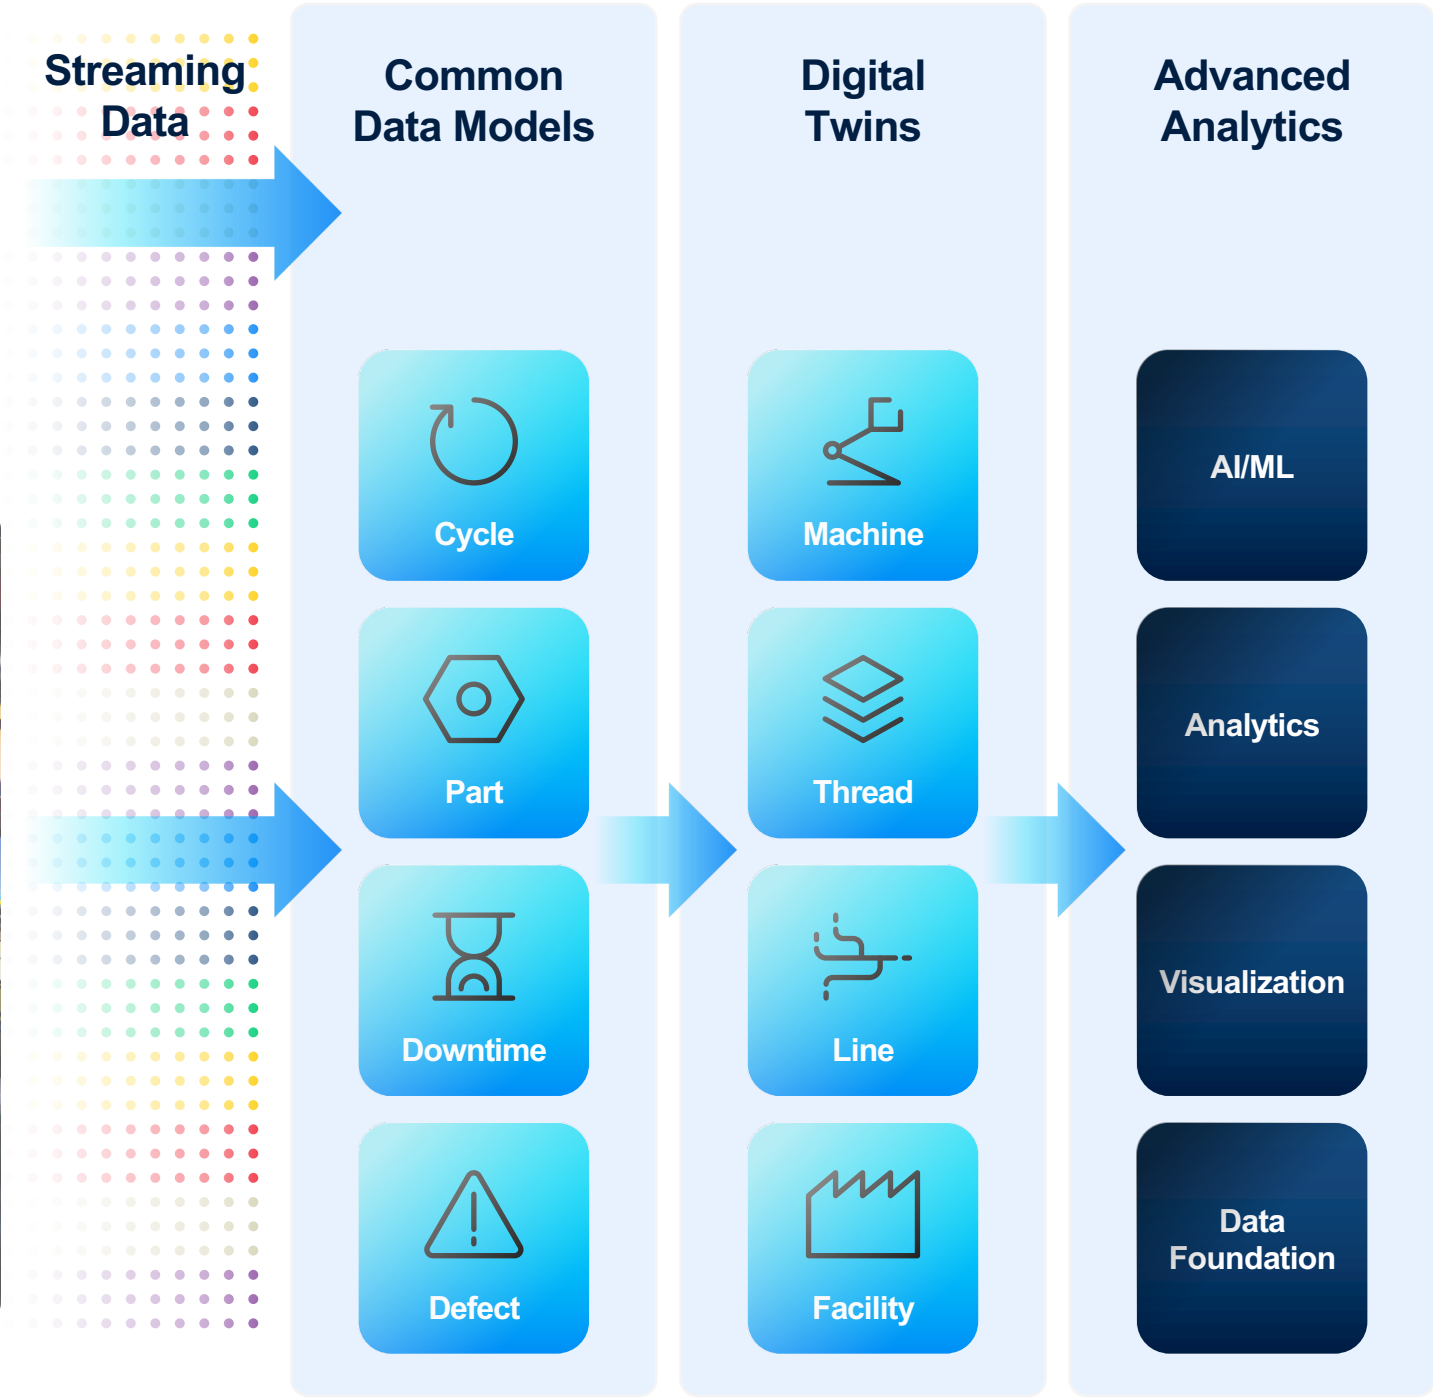 Streaming
Data
Common
Data Models
Digital
Twins
Advanced
Analytics
Cycle
Part
Downtime
Defect
Machine
Thread
Line
Facility
AI/ML
Analytics
Visualization
Data
Foundation